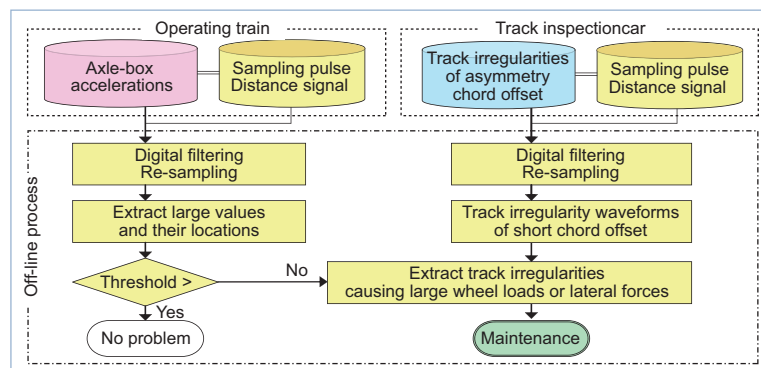 Operating train
Axle-box
accelerations
Sampling pulse
Distance signal
Track inspectioncar
Track irregularities
of asymmetry
chord offset
Sampling pulse
Distance signal
Off-line process
Digital filtering
Re-sampling
Digital filtering
Re-sampling
Extract large values
and their locations
Track irregularity waveforms
of short chord offset
Threshold >
No
Extract track irregularities
causing large wheel loads or lateral forces
Yes
No problem
Maintenance